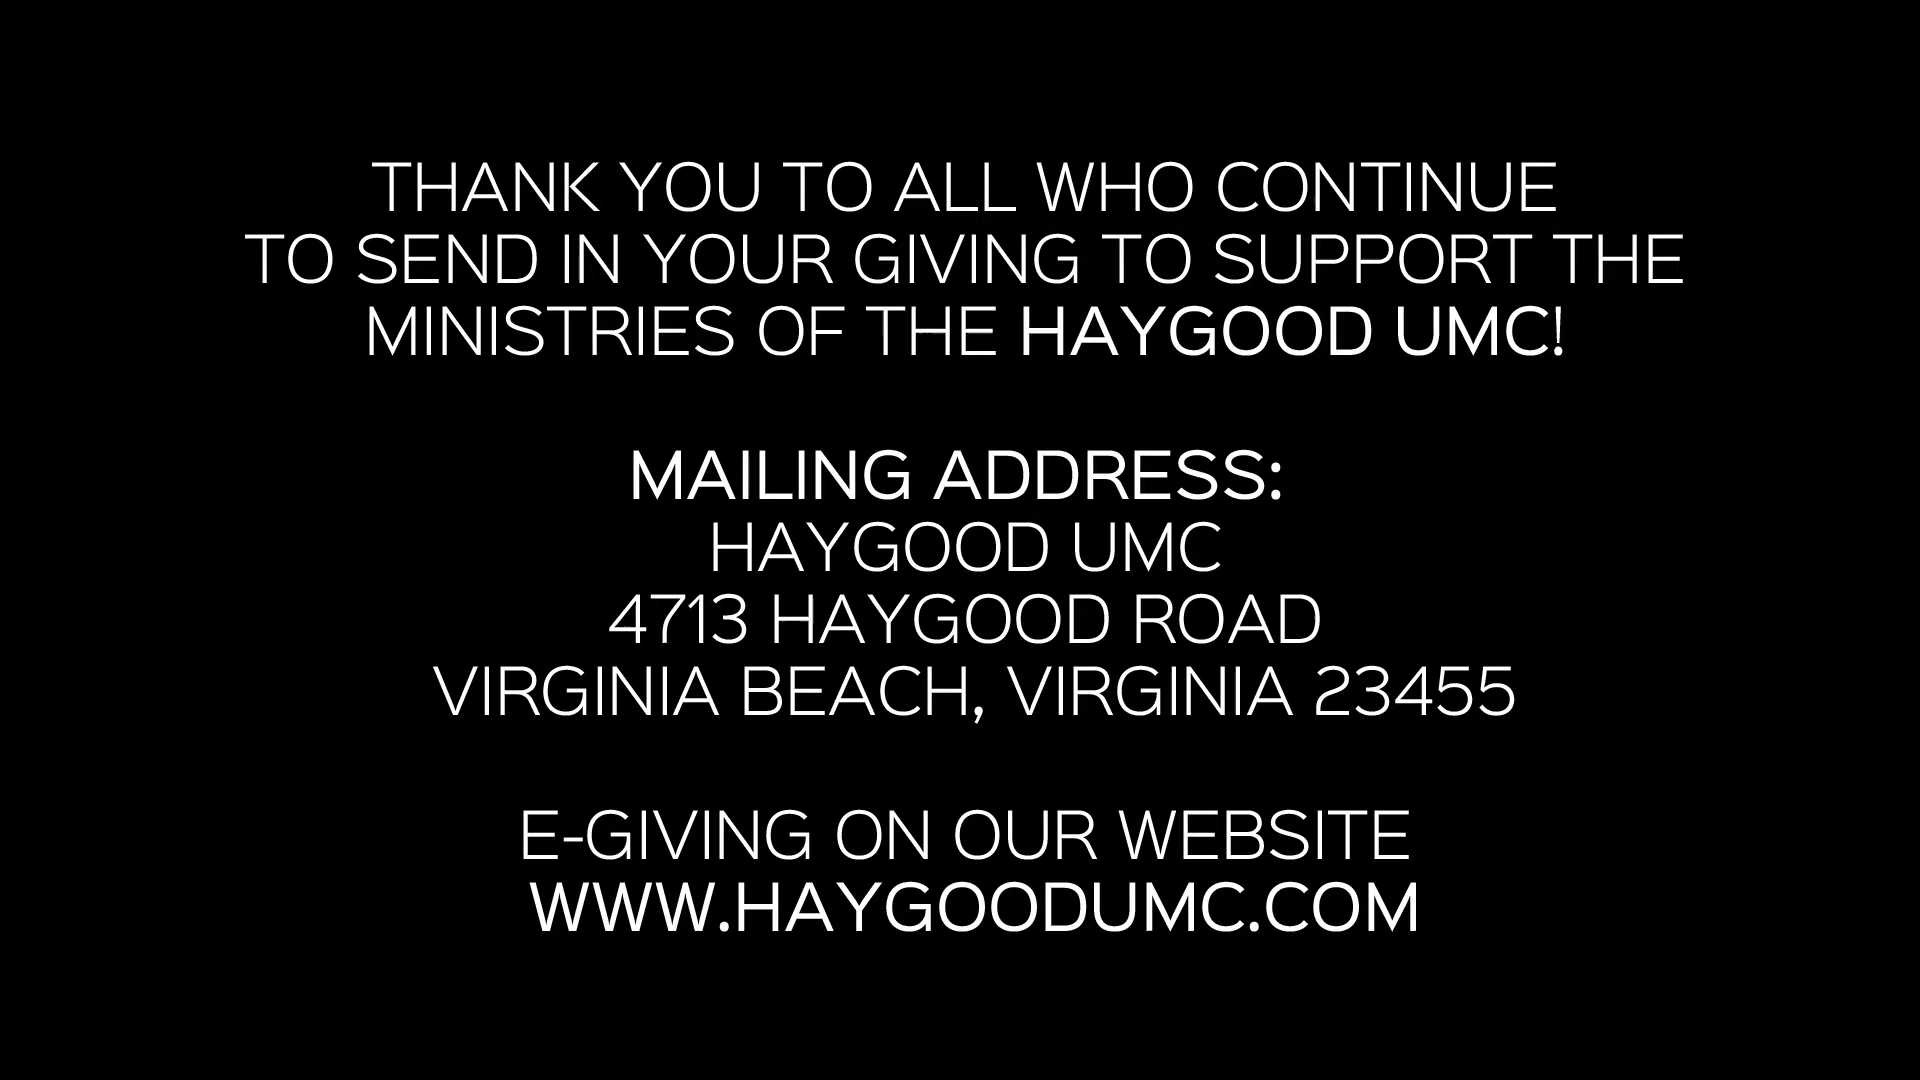 THANK YOU TO ALL WHO CONTINUE
TO SEND IN YOUR GIVING TO SUPPORT THE
MINISTRIES OF THE HAYGOOD UMC!
MAILING ADDRESS:
HAYGOOD UMC
4713 HAYGOOD ROAD
VIRGINIA BEACH, VIRGINIA 23455
E-GIVING ON OUR WEBSITE
WWW.HAYGOODUMC.COM